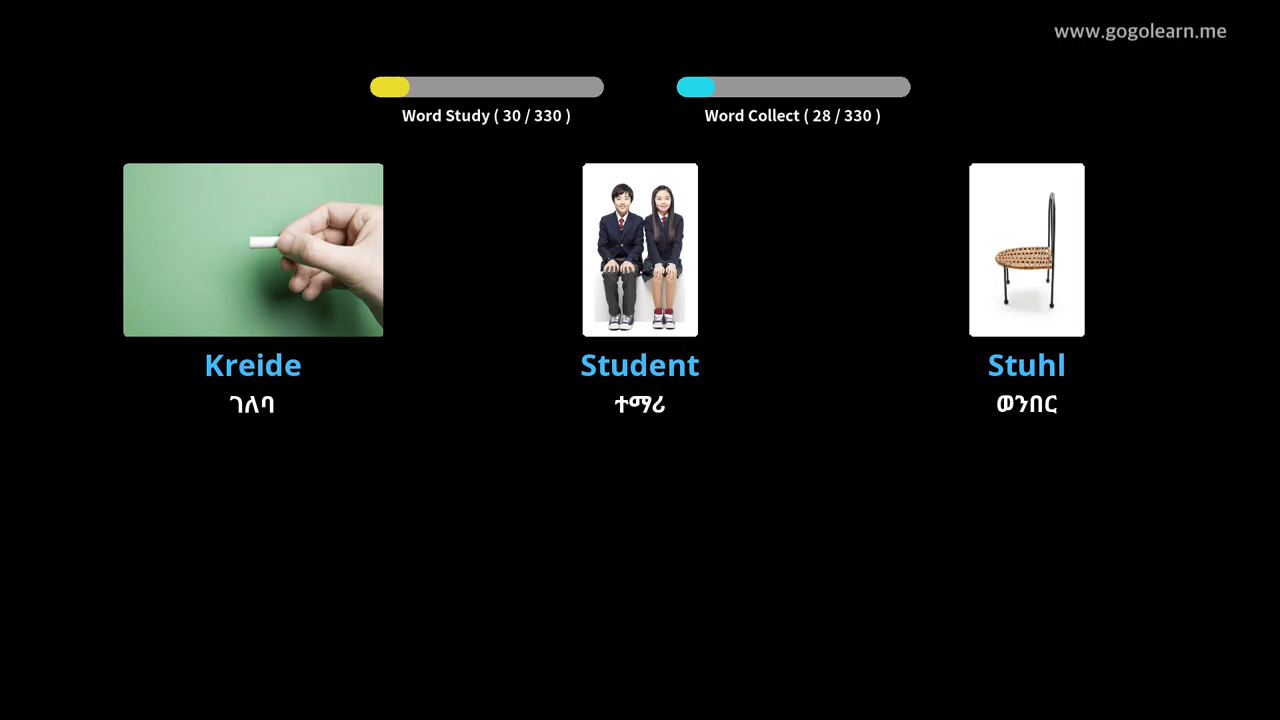 www.gogolearn.me
Word Study ( 30 / 330 )
Word Collect ( 28 / 330 )
Kreide
Student
Stuhl
ገለባ
ተማሪ
ወንበር